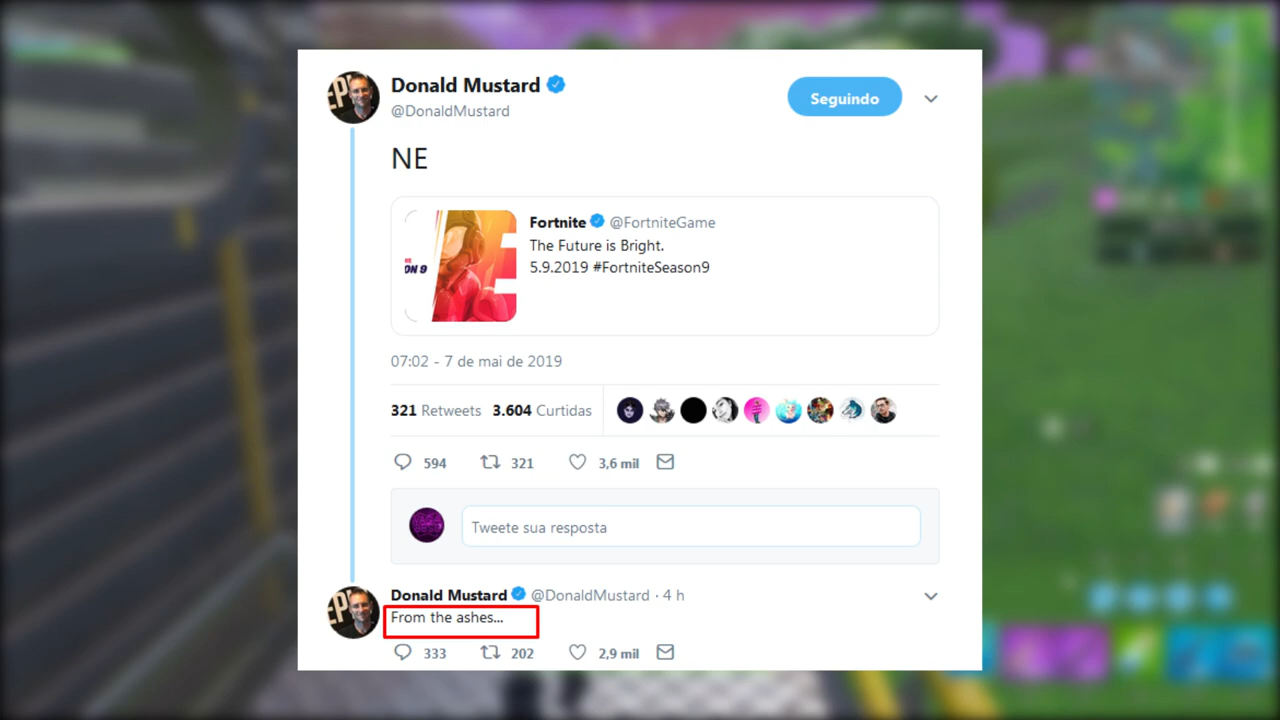 Donald Mustard
@DonaldMustard
Seguindo
NE
Fortnite @FortniteGame
The Future is Bright.
5.9.2019 #FortniteSeason9
ON 9
07:02 - 7 de mai de 2019
321 Retweets 3.604 Curtidas
594 321 3,6 mil
Tweete sua resposta
Donald Mustard @DonaldMustard · 4 h
From the ashes...
333 202 2,9 mil